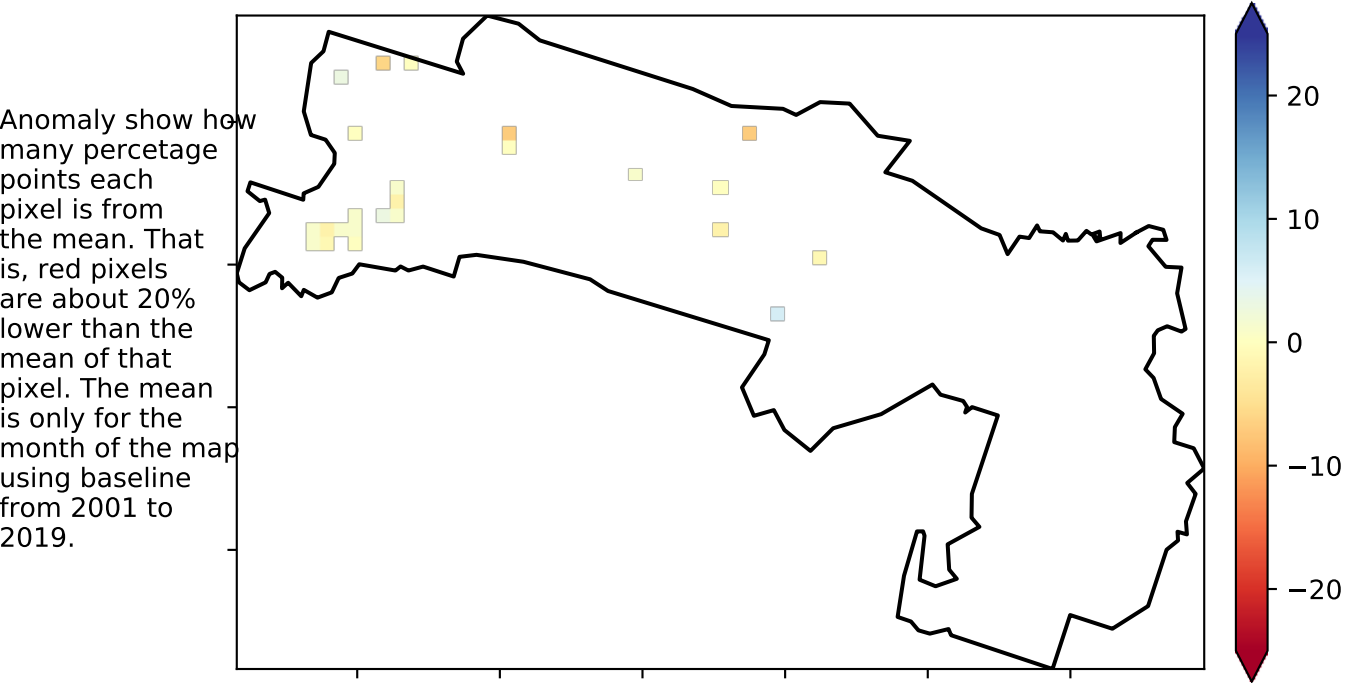 Anomaly show how
many percetage
points each
pixel is from
the mean. That
is, red pixels
are about 20%
lower than the
mean of that
pixel. The mean
is only for the
month of the map
using baseline
from 2001 to
2019.
20
10
0
−10
−20